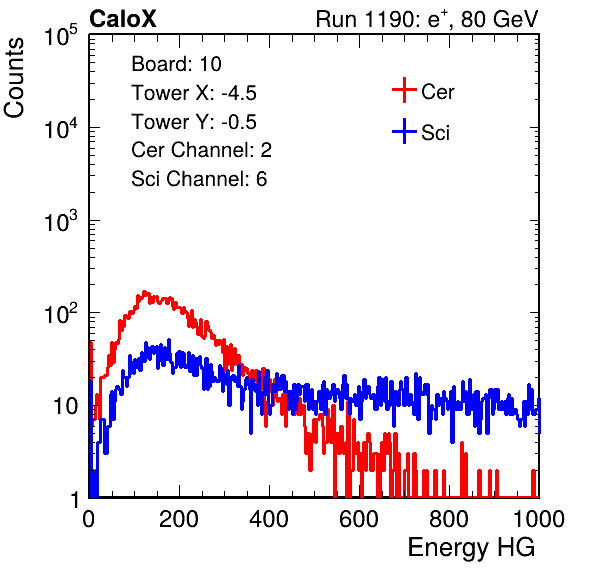 CaloX Run 1190: e+, 80 GeV
Counts
Board: 10
Tower X: -4.5
Tower Y: -0.5
Cer Channel: 2
Sci Channel: 6
Cer
Sci
10^5
10^4
10^3
10^2
10
1
0 200 400 600 800 1000
Energy HG